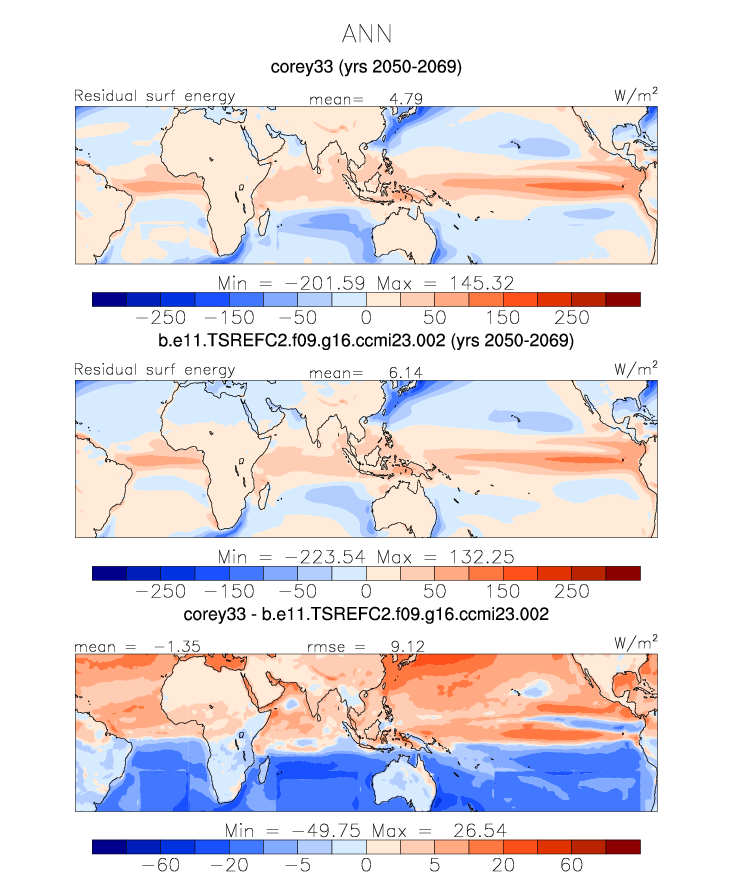 ANN
corey33 (yrs 2050-2069)
Residual surf energy mean= 4.79 W/m²
Min = −201.59 Max = 145.32
−250 −150 −50 0 50 150 250
b.e11.TSREFC2.f09.g16.ccmi23.002 (yrs 2050-2069)
Residual surf energy mean= 6.14 W/m²
Min = −223.54 Max = 132.25
−250 −150 −50 0 50 150 250
corey33 - b.e11.TSREFC2.f09.g16.ccmi23.002
mean = −1.35 rmse = 9.12 W/m²
Min = −49.75 Max = 26.54
−60 −20 −5 0 5 20 60